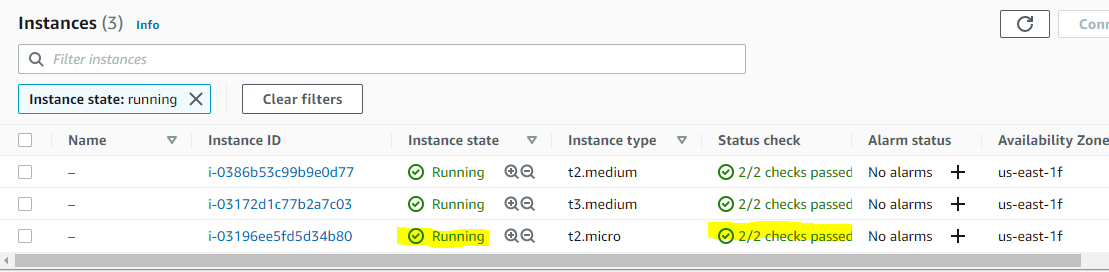 Instances (3) Info
Conn
Filter instances
Instance state: running
Clear filters
Name Instance ID Instance state Instance type Status check Alarm status Availability Zone
– i-0386b53c99b9e0d77 Running t2.medium 2/2 checks passed No alarms us-east-1f
– i-03172d1c77b2a7c03 Running t3.medium 2/2 checks passed No alarms us-east-1f
– i-03196ee5fd5d34b80 Running t2.micro 2/2 checks passed No alarms us-east-1f